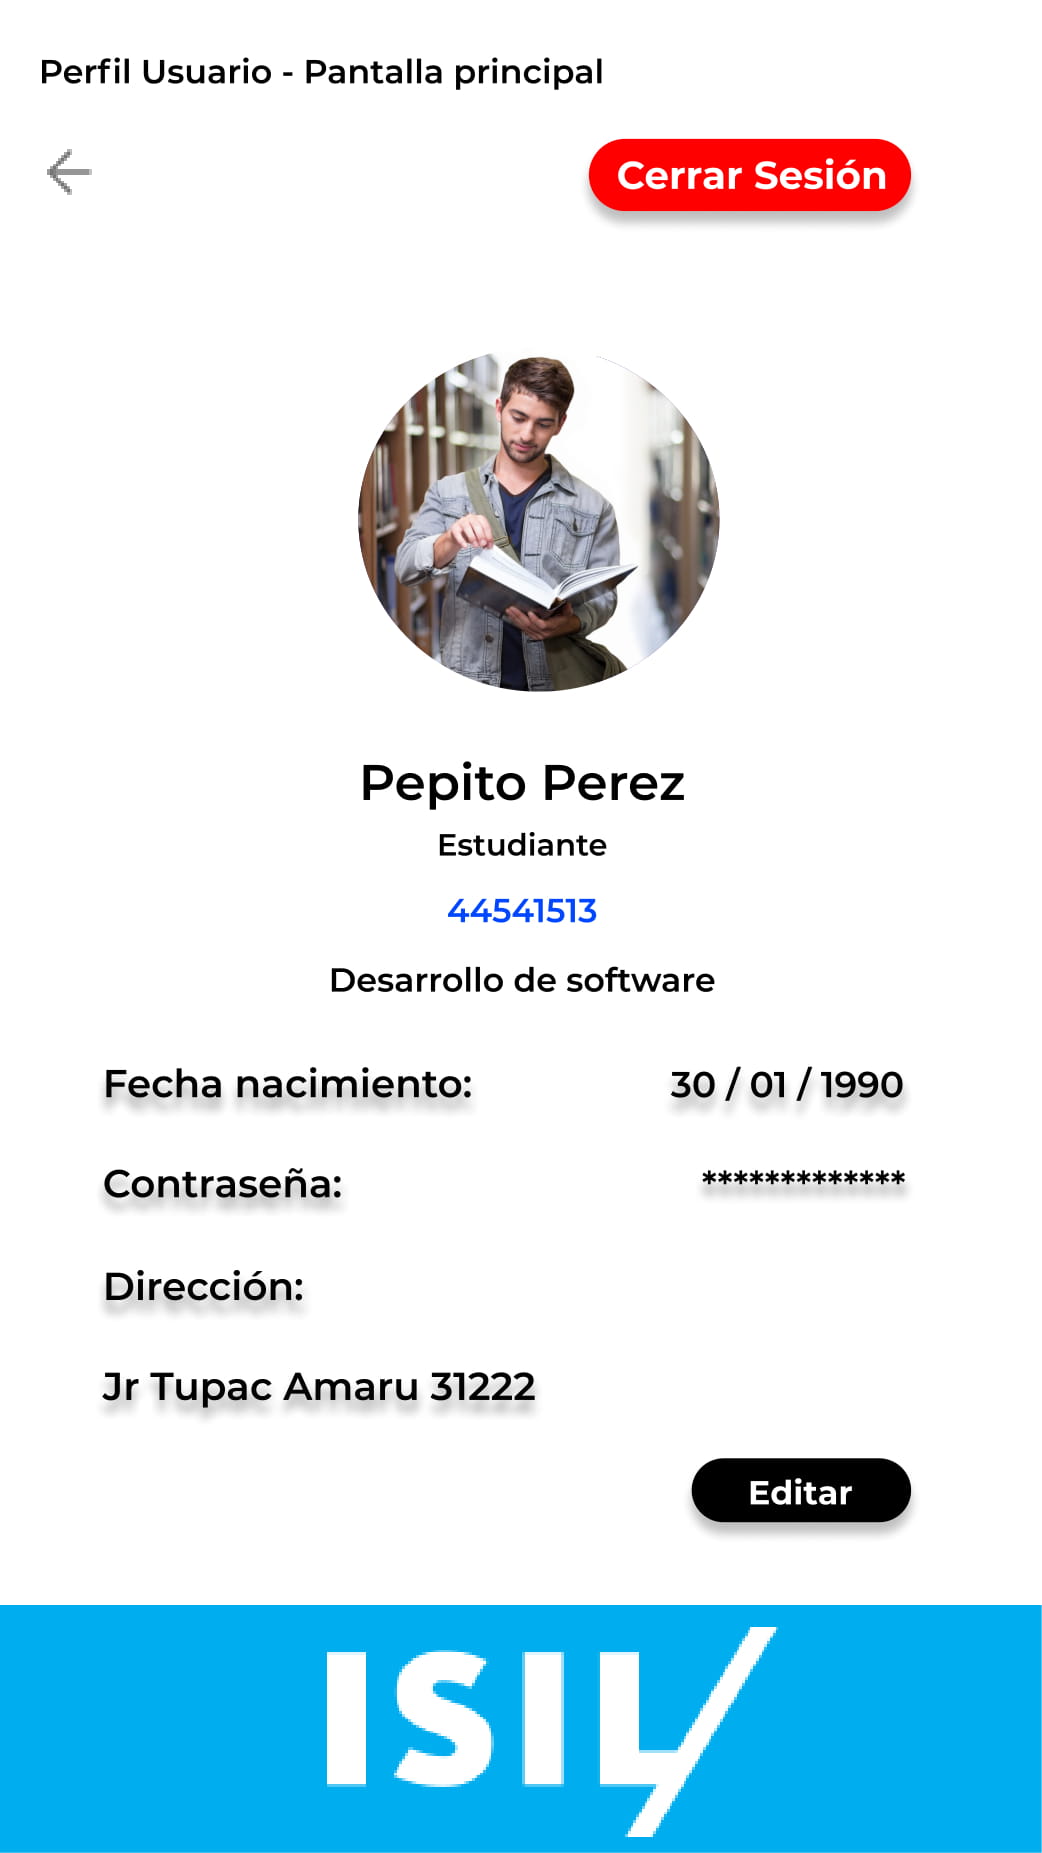 Perfil Usuario - Pantalla principal
Cerrar Sesión
Pepito Perez
Estudiante
44541513
Desarrollo de software
Fecha nacimiento: 30 / 01 / 1990
Contraseña: *************
Dirección:
Jr Tupac Amaru 31222
Editar
ISIL